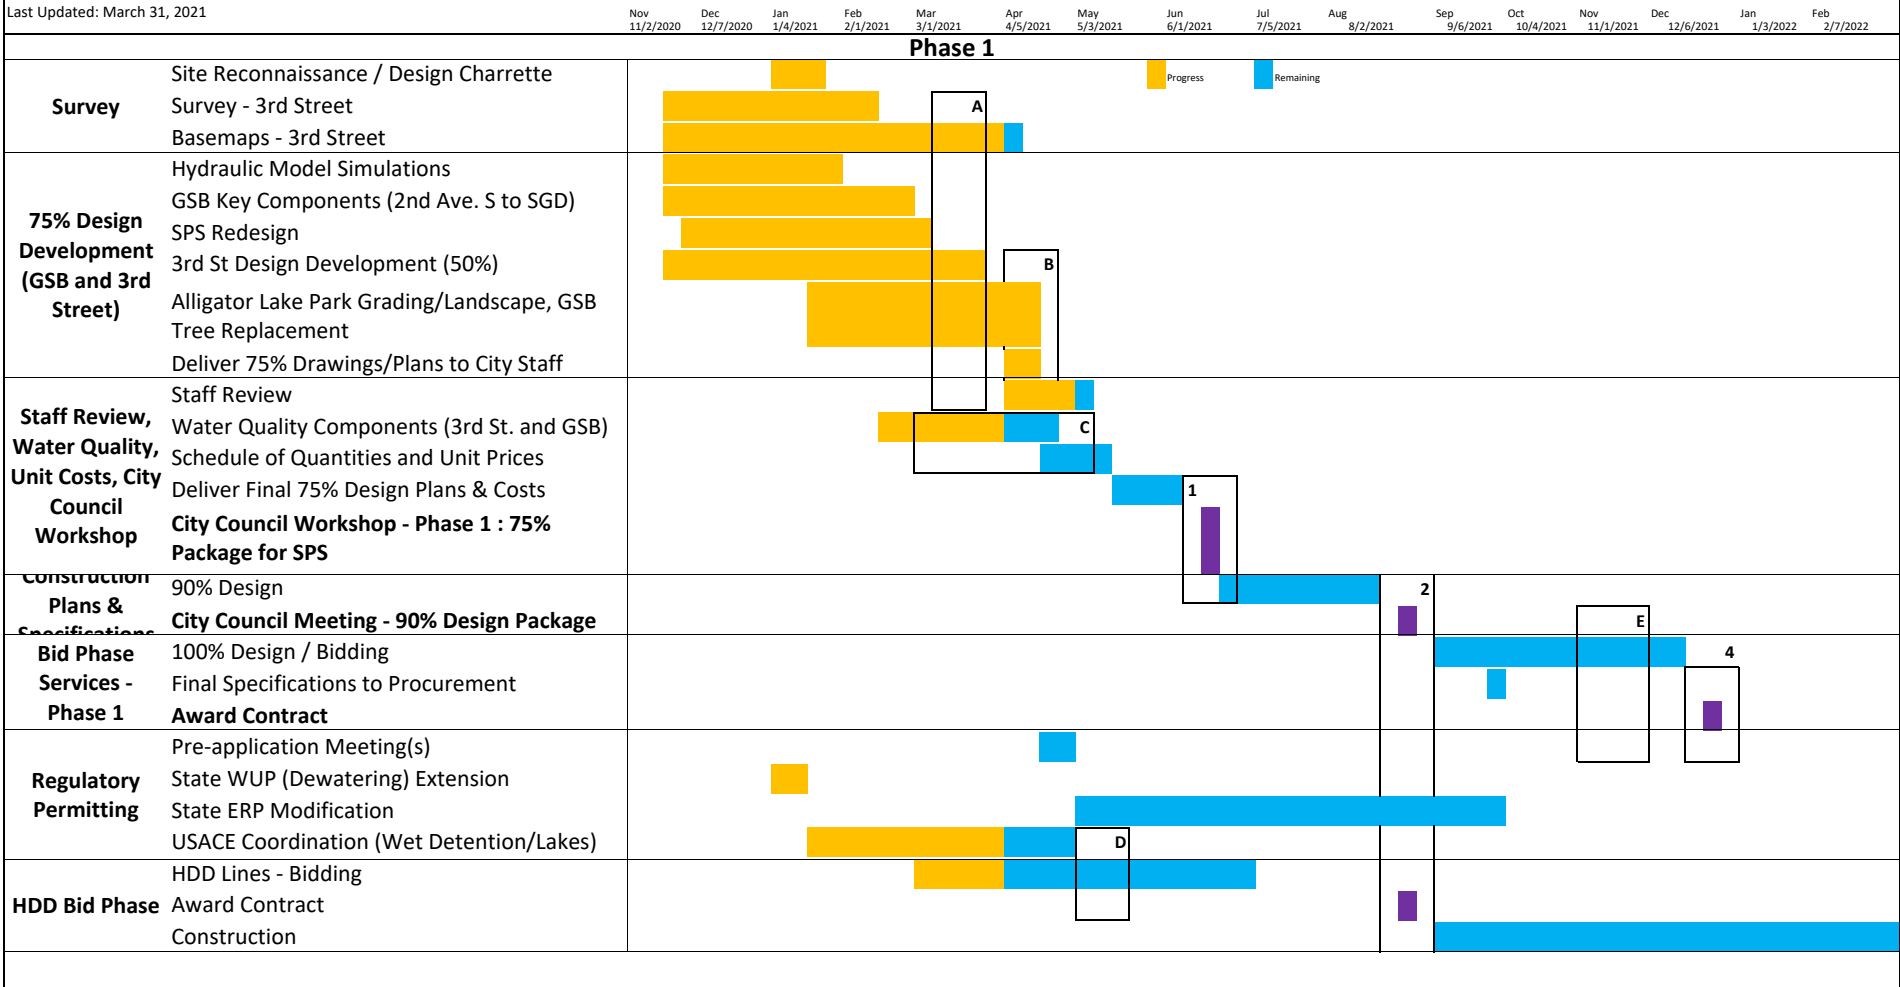 Last Updated: March 31, 2021
Nov Dec Jan Feb Mar Apr May Jun Jul Aug Sep Oct Nov Dec Jan Feb
11/2/2020 12/7/2020 1/4/2021 2/1/2021 3/1/2021 4/5/2021 5/3/2021 6/1/2021 7/5/2021 8/2/2021 9/6/2021 10/4/2021 11/1/2021 12/6/2021 1/3/2022 2/7/2022
Phase 1
Survey
Site Reconnaissance / Design Charrette
Progress
Remaining
Survey - 3rd Street
A
Basemaps - 3rd Street
75% Design
Development
(GSB and 3rd
Street)
Hydraulic Model Simulations
GSB Key Components (2nd Ave. S to SGD)
SPS Redesign
3rd St Design Development (50%)
B
Alligator Lake Park Grading/Landscape, GSB
Tree Replacement
Deliver 75% Drawings/Plans to City Staff
Staff Review,
Water Quality,
Unit Costs, City
Council
Workshop
Staff Review
Water Quality Components (3rd St. and GSB)
C
Schedule of Quantities and Unit Prices
Deliver Final 75% Design Plans & Costs
1
City Council Workshop - Phase 1 : 75%
Package for SPS
Construction
Plans &
Specifications
90% Design
2
City Council Meeting - 90% Design Package
E
Bid Phase
Services -
Phase 1
100% Design / Bidding
4
Final Specifications to Procurement
Award Contract
Regulatory
Permitting
Pre-application Meeting(s)
State WUP (Dewatering) Extension
State ERP Modification
USACE Coordination (Wet Detention/Lakes)
D
HDD Bid Phase
HDD Lines - Bidding
Award Contract
Construction